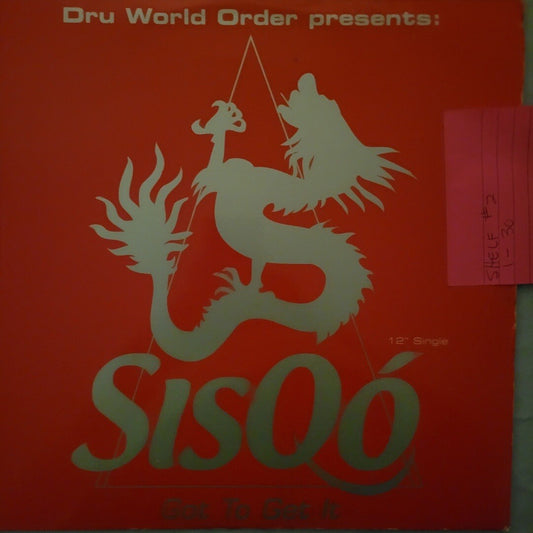 Dru World Order presents:
SHELF #2
1-30
12" Single
SISQÓ
Got To Get It